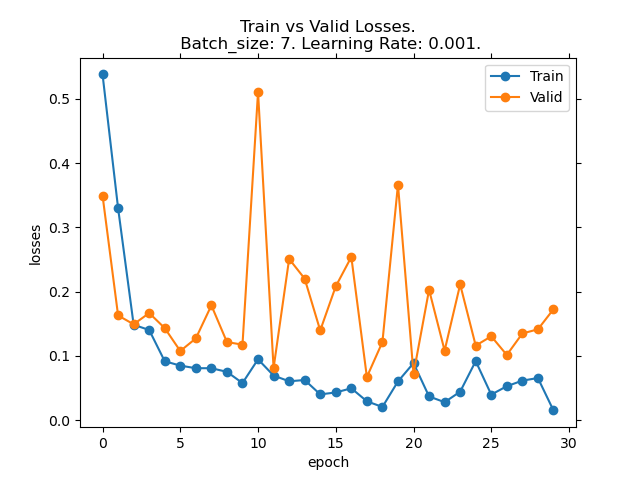 Train vs Valid Losses.
Batch_size: 7. Learning Rate: 0.001.
Train
Valid
losses
0.5
0.4
0.3
0.2
0.1
0.0
0 5 10 15 20 25 30
epoch